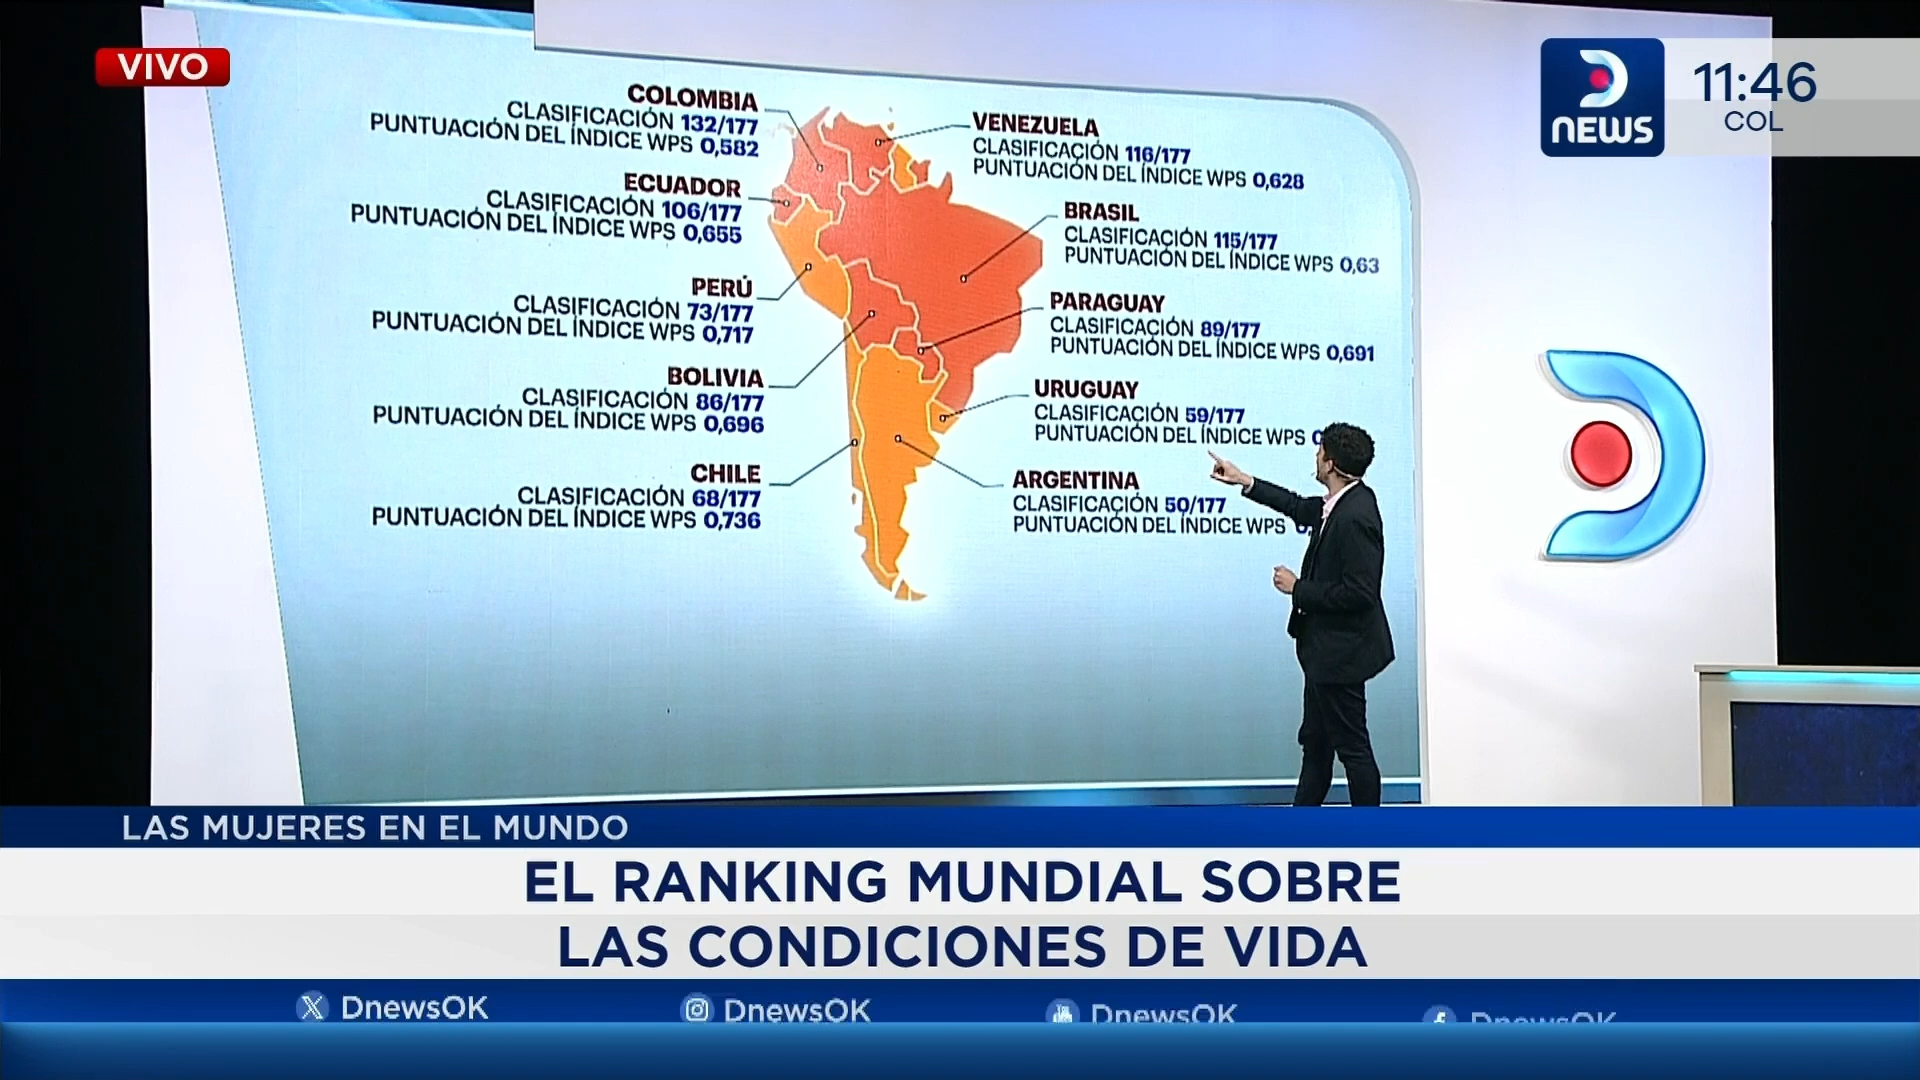 VIVO
NEWS
11:46
COL
COLOMBIA
CLASIFICACIÓN 132/177
PUNTUACIÓN DEL ÍNDICE WPS 0,582
ECUADOR
CLASIFICACIÓN 106/177
PUNTUACIÓN DEL ÍNDICE WPS 0,655
PERÚ
CLASIFICACIÓN 73/177
PUNTUACIÓN DEL ÍNDICE WPS 0,717
BOLIVIA
CLASIFICACIÓN 86/177
PUNTUACIÓN DEL ÍNDICE WPS 0,696
CHILE
CLASIFICACIÓN 68/177
PUNTUACIÓN DEL ÍNDICE WPS 0,736
VENEZUELA
CLASIFICACIÓN 116/177
PUNTUACIÓN DEL ÍNDICE WPS 0,628
BRASIL
CLASIFICACIÓN 115/177
PUNTUACIÓN DEL ÍNDICE WPS 0,63
PARAGUAY
CLASIFICACIÓN 89/177
PUNTUACIÓN DEL ÍNDICE WPS 0,691
URUGUAY
CLASIFICACIÓN 59/177
PUNTUACIÓN DEL ÍNDICE WPS
ARGENTINA
CLASIFICACIÓN 50/177
PUNTUACIÓN DEL ÍNDICE WPS
LAS MUJERES EN EL MUNDO
EL RANKING MUNDIAL SOBRE
LAS CONDICIONES DE VIDA
DnewsOK
DnewsOK
DnewsOK
DnewsOK